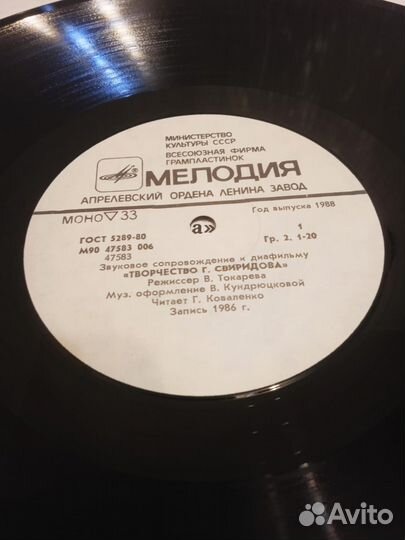 МИНИСТЕРСТВО
КУЛЬТУРЫ СССР
ВСЕСОЮЗНАЯ ФИРМА
ГРАМПЛАСТИНОК
МЕЛОДИЯ
АПРЕЛЕВСКИЙ ОРДЕНА ЛЕНИНА ЗАВОД
МОНО 33
Год выпуска 1988
ГОСТ 5289-80
М90 47583 006
47583
а»
1
Гр. 2. 1-20
Звуковое сопровождение к диафильму
«ТВОРЧЕСТВО Г. СВИРИДОВА»
Режиссер В. Токарева
Муз. оформление В. Кундрюцковой
Читает Г. Коваленко
Запись 1986 г.
Avito